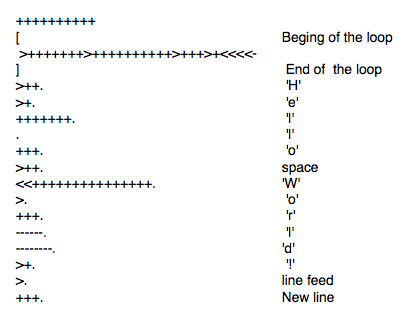 ++++++++++
[ Beging of the loop
>+++++++>++++++++++>+++>+<<<<-
] End of the loop
>++. 'H'
>+. 'e'
+++++++. 'l'
. 'l'
+++. 'o'
>++. space
<<+++++++++++++++. 'W'
>. 'o'
+++. 'r'
------. 'l'
--------. 'd'
>+. '!'
>. line feed
+++. New line